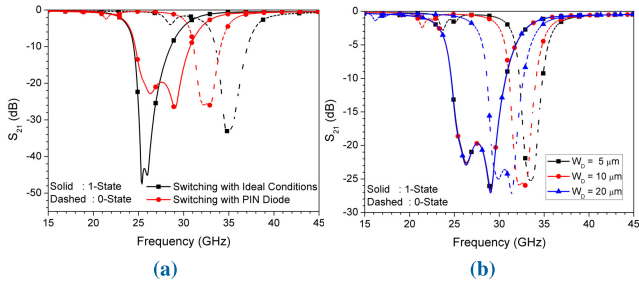 0
-10
-20
-30
-40
-50
S21 (dB)
Solid : 1-State
Dashed : 0-State
Switching with Ideal Conditions
Switching with PIN Diode
15 20 25 30 35 40 45
Frequency (GHz)
(a)
0
-5
-10
-15
-20
-25
-30
S21 (dB)
WD = 5 μm
WD = 10 μm
WD = 20 μm
Solid : 1-State
Dashed : 0-State
15 20 25 30 35 40 45
Frequency (GHz)
(b)